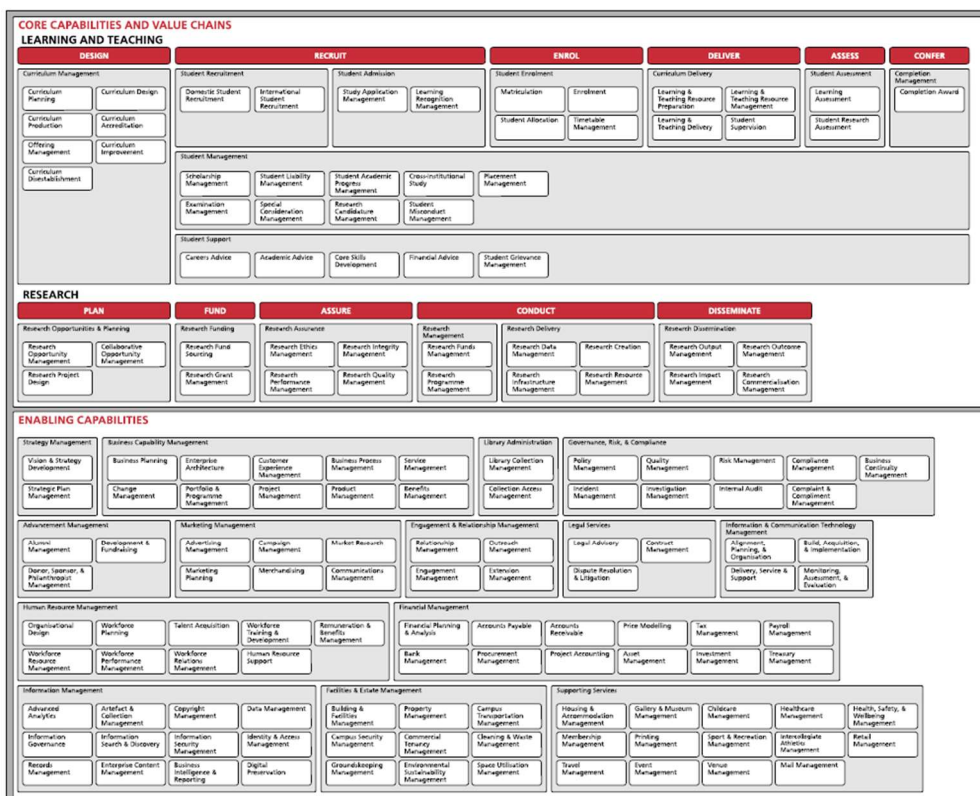 CORE CAPABILITIES AND VALUE CHAINS
LEARNING AND TEACHING
DESIGN
RECRUIT
ENROL
DELIVER
ASSESS
CONFER
Curriculum Management
Curriculum
Planning
Curriculum Design
Curriculum
Production
Curriculum
Accreditation
Offering
Management
Curriculum
Improvement
Curriculum
Disestablishment
Student Recruitment
Domestic Student
Recruitment
International
Student
Recruitment
Student Admission
Study Application
Management
Learning
Recognition
Management
Student Enrolment
Matriculation
Enrolment
Student Allocation
Timetable
Management
Curriculum Delivery
Learning &
Teaching Resource
Preparation
Learning &
Teaching Resource
Management
Learning &
Teaching Delivery
Student
Supervision
Student Assessment
Learning
Assessment
Student Research
Assessment
Completion
Management
Completion Award
Student Management
Scholarship
Management
Student Liability
Management
Student Academic
Progress
Management
Cross-Institutional
Study
Placement
Management
Examination
Management
Special
Consideration
Management
Research
Candidature
Management
Student
Misconduct
Management
Student Support
Careers Advice
Academic Advice
Core Skills
Development
Financial Advice
Student Grievance
Management
RESEARCH
PLAN
FUND
ASSURE
CONDUCT
DISSEMINATE
Research Opportunities & Planning
Research
Opportunity
Management
Collaborative
Opportunity
Management
Research Project
Design
Research Funding
Research Fund
Sourcing
Research Grant
Management
Research Assurance
Research Ethics
Management
Research Integrity
Management
Research
Performance
Management
Research Quality
Management
Research
Management
Research Funds
Management
Research
Programme
Management
Research Delivery
Research Data
Management
Research Creation
Research
Infrastructure
Management
Research Resource
Management
Research Dissemination
Research Output
Management
Research Outcome
Management
Research Impact
Management
Research
Commercialisation
Management
ENABLING CAPABILITIES
Strategy Management
Vision & Strategy
Development
Strategic Plan
Management
Business Capability Management
Business Planning
Enterprise
Architecture
Customer
Experience
Management
Business Process
Management
Service
Management
Change
Management
Portfolio &
Programme
Management
Project
Management
Product
Management
Benefits
Management
Library Administration
Library Collection
Management
Collection Access
Management
Governance, Risk, & Compliance
Policy
Management
Quality
Management
Risk Management
Compliance
Management
Business
Continuity
Management
Incident
Management
Investigation
Management
Internal Audit
Complaint &
Compliment
Management
Advancement Management
Alumni
Management
Development &
Fundraising
Donor, Sponsor, &
Philanthropist
Management
Marketing Management
Advertising
Management
Campaign
Management
Market Research
Marketing
Planning
Merchandising
Communications
Management
Engagement & Relationship Management
Relationship
Management
Outreach
Management
Engagement
Management
Extension
Management
Legal Services
Legal Advisory
Contract
Management
Dispute Resolution
& Litigation
Information & Communication Technology
Management
Alignment,
Planning, &
Organisation
Build, Acquisition,
& Implementation
Delivery, Service &
Support
Monitoring,
Assessment, &
Evaluation
Human Resource Management
Organisational
Design
Workforce
Planning
Talent Acquisition
Workforce
Training &
Development
Remuneration &
Benefits
Management
Workforce
Resource
Management
Workforce
Performance
Management
Workforce
Relations
Management
Human Resource
Support
Financial Management
Financial Planning
& Analysis
Accounts Payable
Accounts
Receivable
Price Modelling
Tax
Management
Payroll
Management
Bank
Management
Procurement
Management
Project Accounting
Asset
Management
Investment
Management
Treasury
Management
Information Management
Advanced
Analytics
Artefact &
Collection
Management
Copyright
Management
Data Management
Information
Governance
Information
Search & Discovery
Information
Security
Management
Identity & Access
Management
Records
Management
Enterprise Content
Management
Business
Intelligence &
Reporting
Digital
Preservation
Facilities & Estate Management
Building &
Facilities
Management
Property
Management
Campus
Transportation
Management
Campus Security
Management
Commercial
Tenancy
Management
Cleaning & Waste
Management
Groundskeeping
Management
Environmental
Sustainability
Management
Space Utilisation
Management
Supporting Services
Housing &
Accommodation
Management
Gallery & Museum
Management
Childcare
Management
Healthcare
Management
Health, Safety, &
Wellbeing
Management
Membership
Management
Printing
Management
Sport & Recreation
Management
Intercollegiate
Athletics
Management
Retail
Management
Travel
Management
Event
Management
Venue
Management
Mail Management